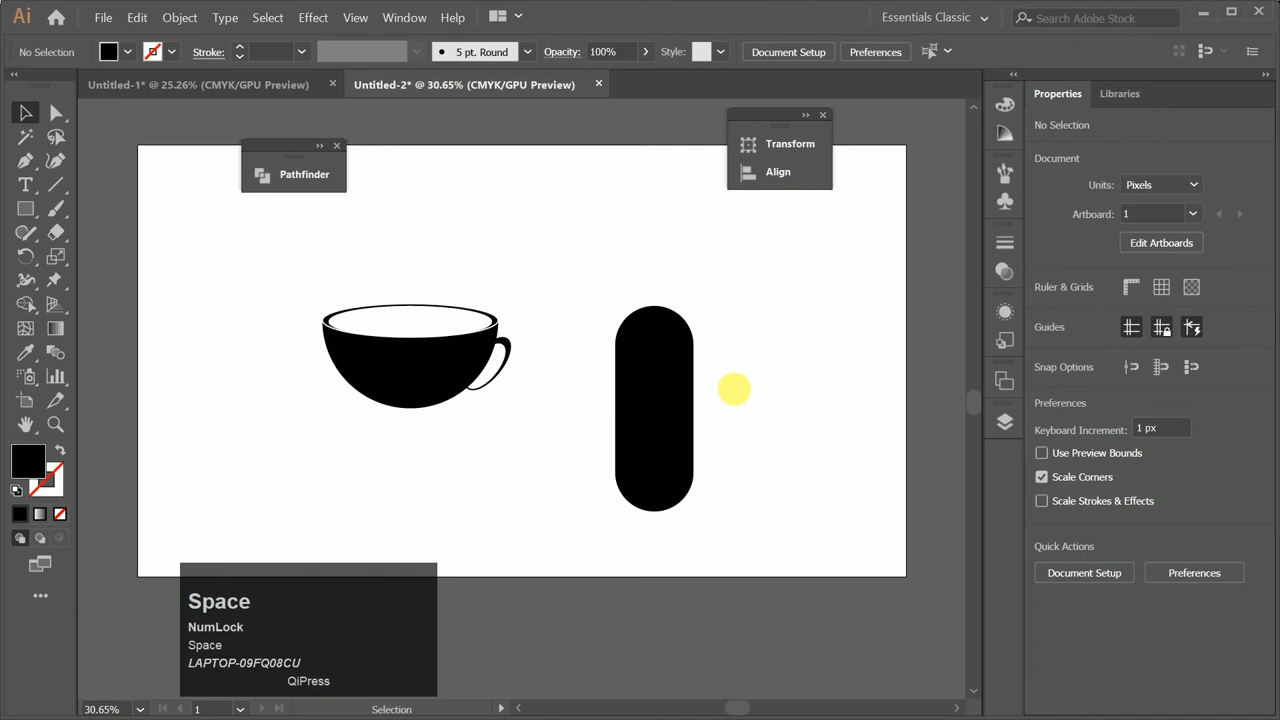 Ai File Edit Object Type Select Effect View Window Help Essentials Classic Search Adobe Stock
No Selection Stroke: 5 pt. Round Opacity: 100% Style: Document Setup Preferences
Untitled-1* @ 25.26% (CMYK/GPU Preview) Untitled-2* @ 30.65% (CMYK/GPU Preview)
Properties Libraries
No Selection
Document
Units: Pixels
Artboard: 1
Edit Artboards
Ruler & Grids
Guides
Snap Options
Preferences
Keyboard Increment: 1 px
Use Preview Bounds
Scale Corners
Scale Strokes & Effects
Quick Actions
Document Setup Preferences
Pathfinder
Transform
Align
Space
NumLock
Space
LAPTOP-09FQ08CU
QiPress
30.65% 1 Selection